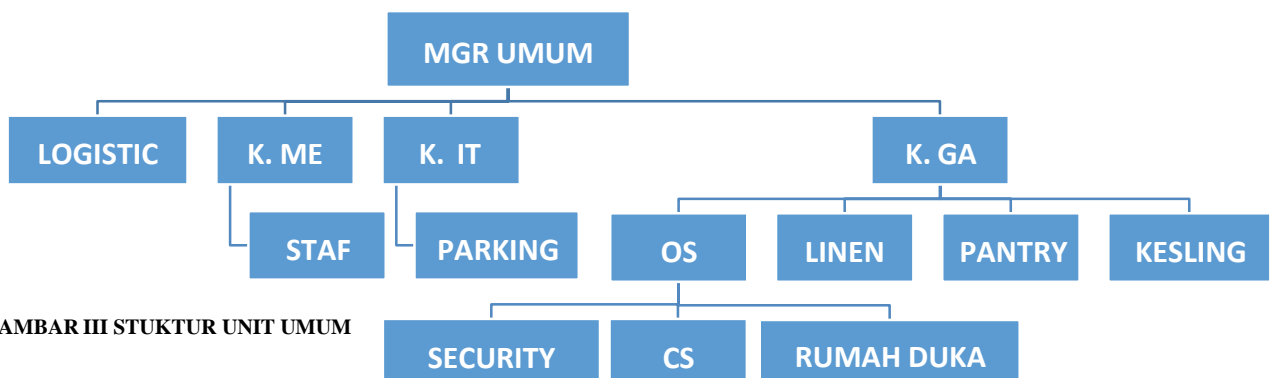 MGR UMUM
LOGISTIC
K. ME
K. IT
K. GA
STAF
PARKING
OS
LINEN
PANTRY
KESLING
AMBAR III STUKTUR UNIT UMUM
SECURITY
CS
RUMAH DUKA